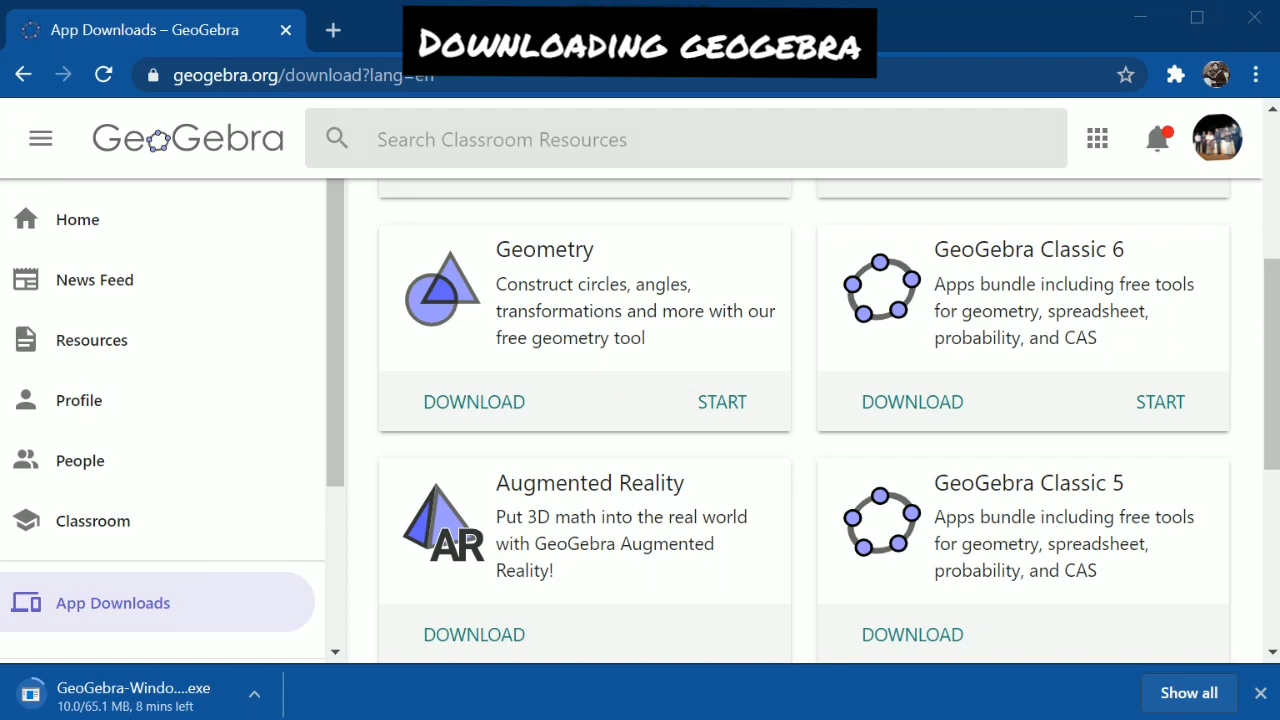 App Downloads – GeoGebra
DOWNLOADING GEOGEBRA
geogebra.org/download?lang=en
GeoGebra
Search Classroom Resources
Home
News Feed
Resources
Profile
People
Classroom
App Downloads
Geometry
Construct circles, angles,
transformations and more with our
free geometry tool
DOWNLOAD
START
GeoGebra Classic 6
Apps bundle including free tools
for geometry, spreadsheet,
probability, and CAS
DOWNLOAD
START
Augmented Reality
AR
Put 3D math into the real world
with GeoGebra Augmented
Reality!
DOWNLOAD
GeoGebra Classic 5
Apps bundle including free tools
for geometry, spreadsheet,
probability, and CAS
DOWNLOAD
GeoGebra-Windo....exe
10.0/65.1 MB, 8 mins left
Show all